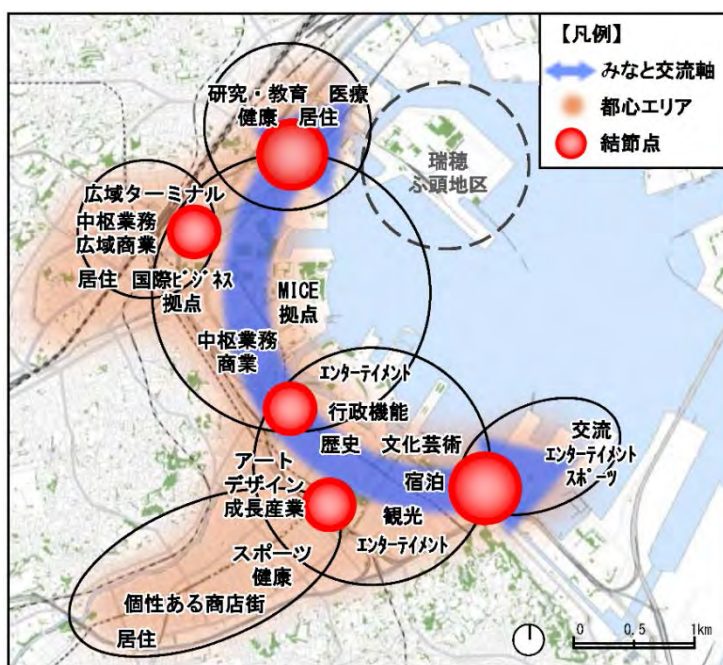 【凡例】
みなと交流軸
都心エリア
結節点
研究・教育 医療
健康 居住
瑞穂
ふ頭地区
広域ターミナル
中枢業務
広域商業
居住 国際ビジネス
拠点
MICE
拠点
中枢業務
商業
エンターテイメント
行政機能
歴史 文化芸術
交流
エンターテイメント
スポーツ
宿泊
アート
デザイン
成長産業
観光
エンターテイメント
スポーツ
健康
個性ある商店街
居住
0 0.5 1km